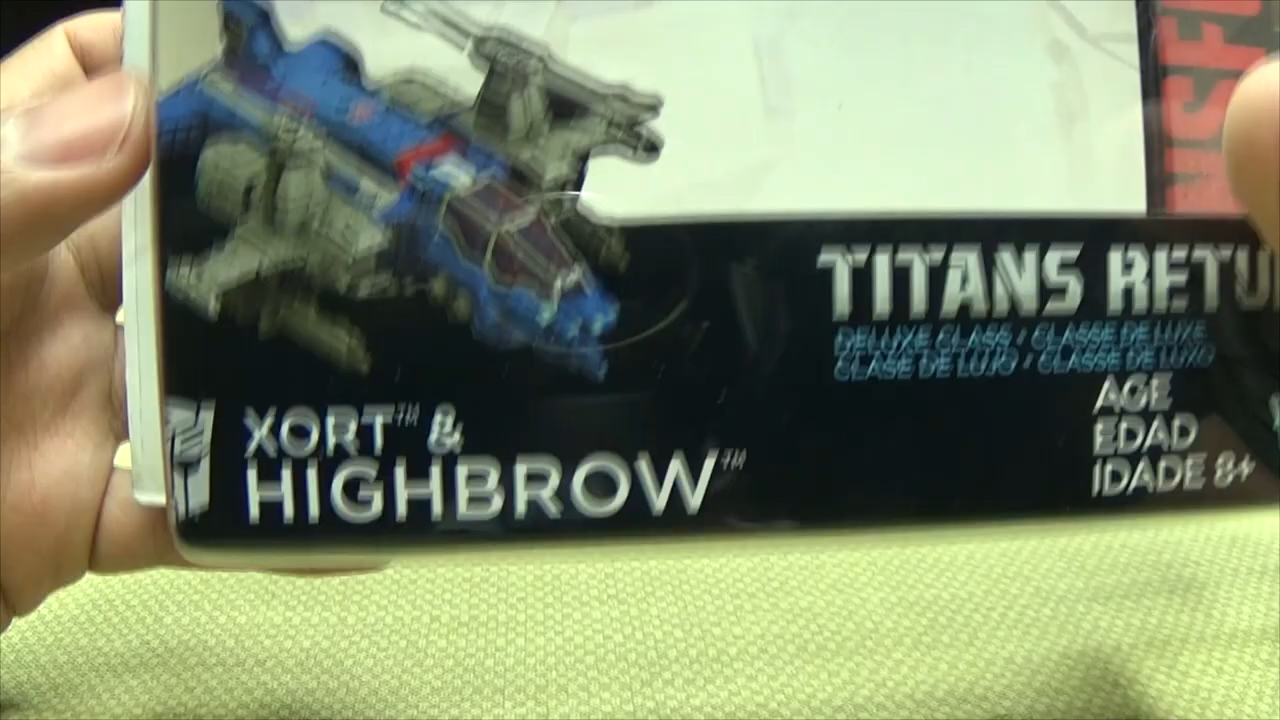 NSF
TITANS RETU
DELUXE CLASS / CLASSE DE LUXE
CLASE DE LUJO / CLASSE DE LUXO
AGE
EDAD
IDADE 8+
XORT™ &
HIGHBROW™